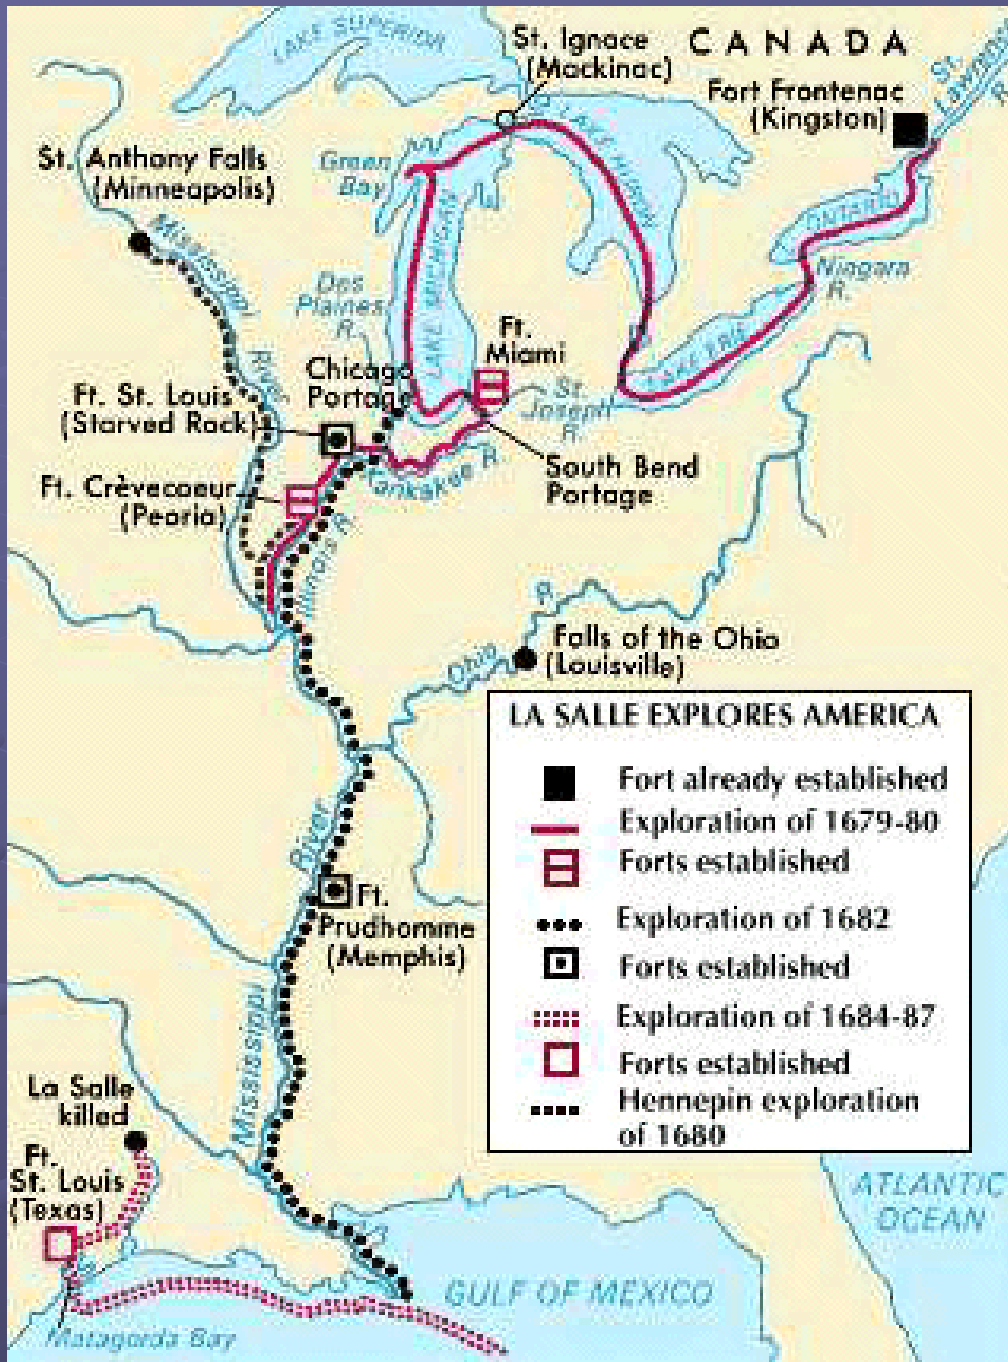 LAKE SUPERIOR
St. Ignace
(Mackinac)
CANADA
St. Lawrence R.
Fort Frontenac
(Kingston)
St. Anthony Falls
(Minneapolis)
Green
Bay
LAKE HURON
ONTARIO
Mississippi
River
LAKE MICHIGAN
Niagara
R.
Des
Plaines
R.
LAKE ERIE
Ft.
Miami
Chicago
Portage
St.
Joseph
R.
Ft. St. Louis
(Starved Rock)
Kankakee R.
South Bend
Portage
Ft. Crèvecoeur
(Peoria)
Illinois R.
Ohio R.
Falls of the Ohio
(Louisville)
LA SALLE EXPLORES AMERICA
Fort already established
Exploration of 1679-80
Forts established
Exploration of 1682
Forts established
Exploration of 1684-87
Forts established
Hennepin exploration
of 1680
River
Ft.
Prudhomme
(Memphis)
Mississippi
La Salle
killed
Ft.
St. Louis
(Texas)
ATLANTIC
OCEAN
GULF OF MEXICO
Matagorda Bay